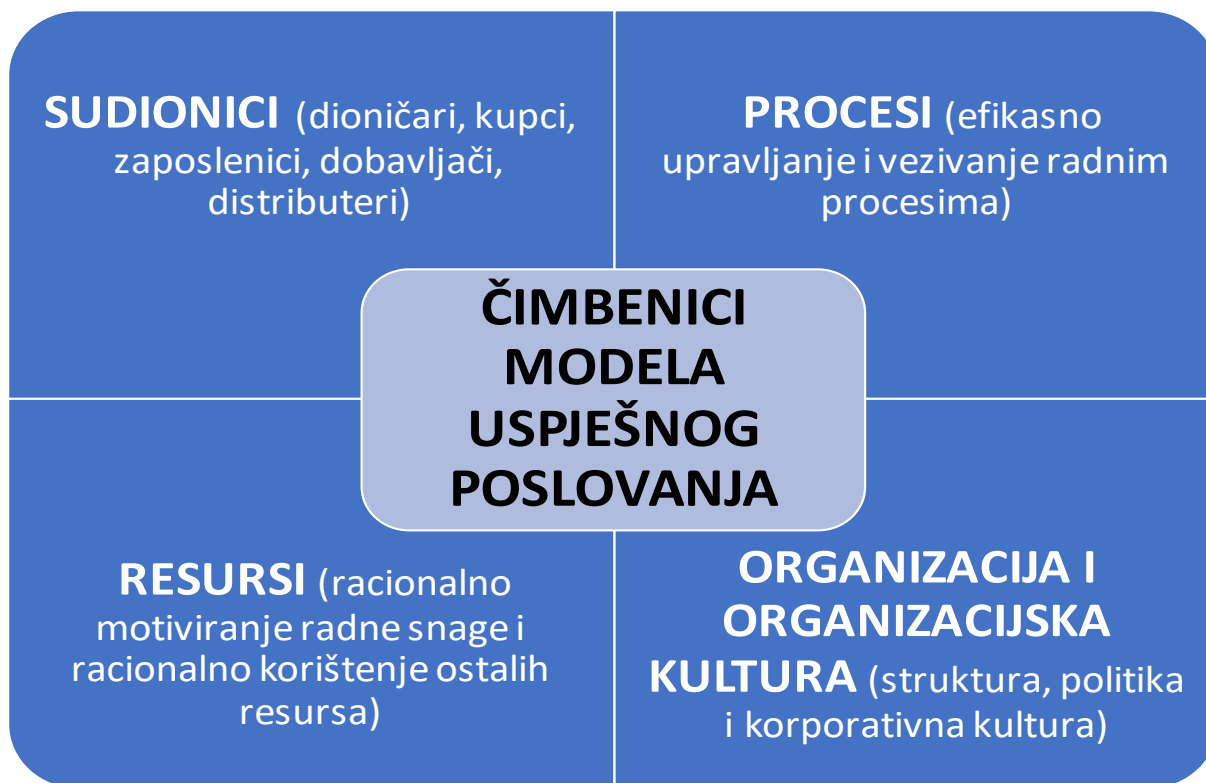 SUDIONICI (dioničari, kupci,
zaposlenici, dobavljači,
distributeri)
PROCESI (efikasno
upravljanje i vezivanje radnim
procesima)
ČIMBENICI
MODELA
USPJEŠNOG
POSLOVANJA
RESURSI (racionalno
motiviranje radne snage i
racionalno korištenje ostalih
resursa)
ORGANIZACIJA I
ORGANIZACIJSKA
KULTURA (struktura, politika
i korporativna kultura)